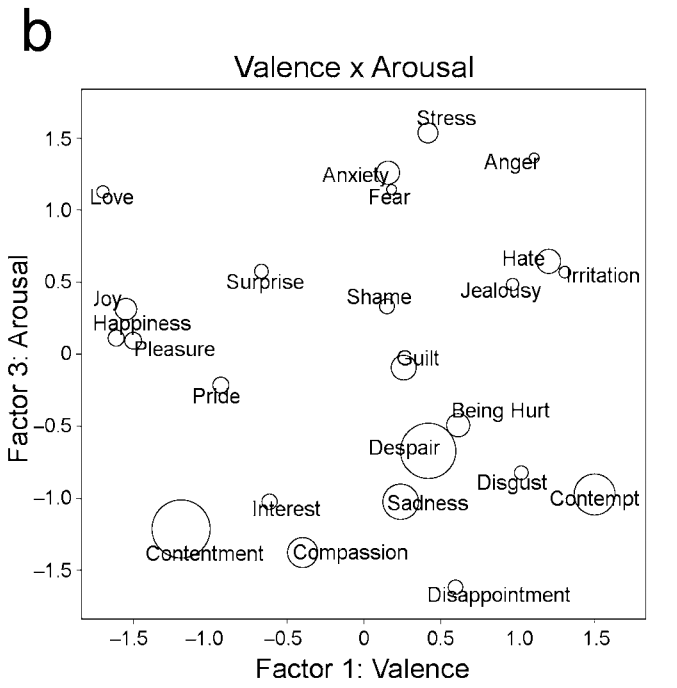 b
Valence x Arousal
Stress
Anger
Anxiety
Fear
Love
Hate
Irritation
Surprise
Jealousy
Shame
Joy
Happiness
Pleasure
Guilt
Pride
Being Hurt
Despair
Disgust
Contempt
Sadness
Interest
Contentment
Compassion
Disappointment
1.5
1.0
0.5
0
−0.5
−1.0
−1.5
Factor 3: Arousal
−1.5 −1.0 −0.5 0 0.5 1.0 1.5
Factor 1: Valence